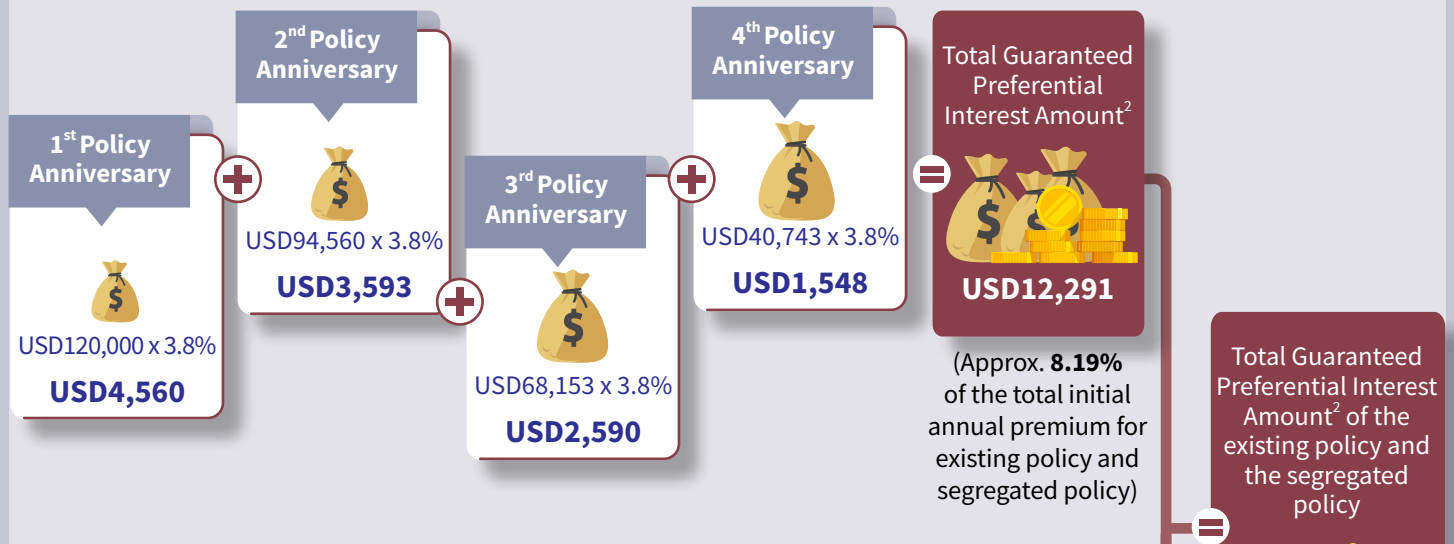 1st Policy
Anniversary
USD120,000 x 3.8%
USD4,560
2nd Policy
Anniversary
USD94,560 x 3.8%
USD3,593
3rd Policy
Anniversary
USD68,153 x 3.8%
USD2,590
4th Policy
Anniversary
USD40,743 x 3.8%
USD1,548
Total Guaranteed
Preferential
Interest Amount2
USD12,291
(Approx. 8.19%
of the total initial
annual premium for
existing policy and
segregated policy)
Total Guaranteed
Preferential Interest
Amount2 of the
existing policy and
the segregated
policy